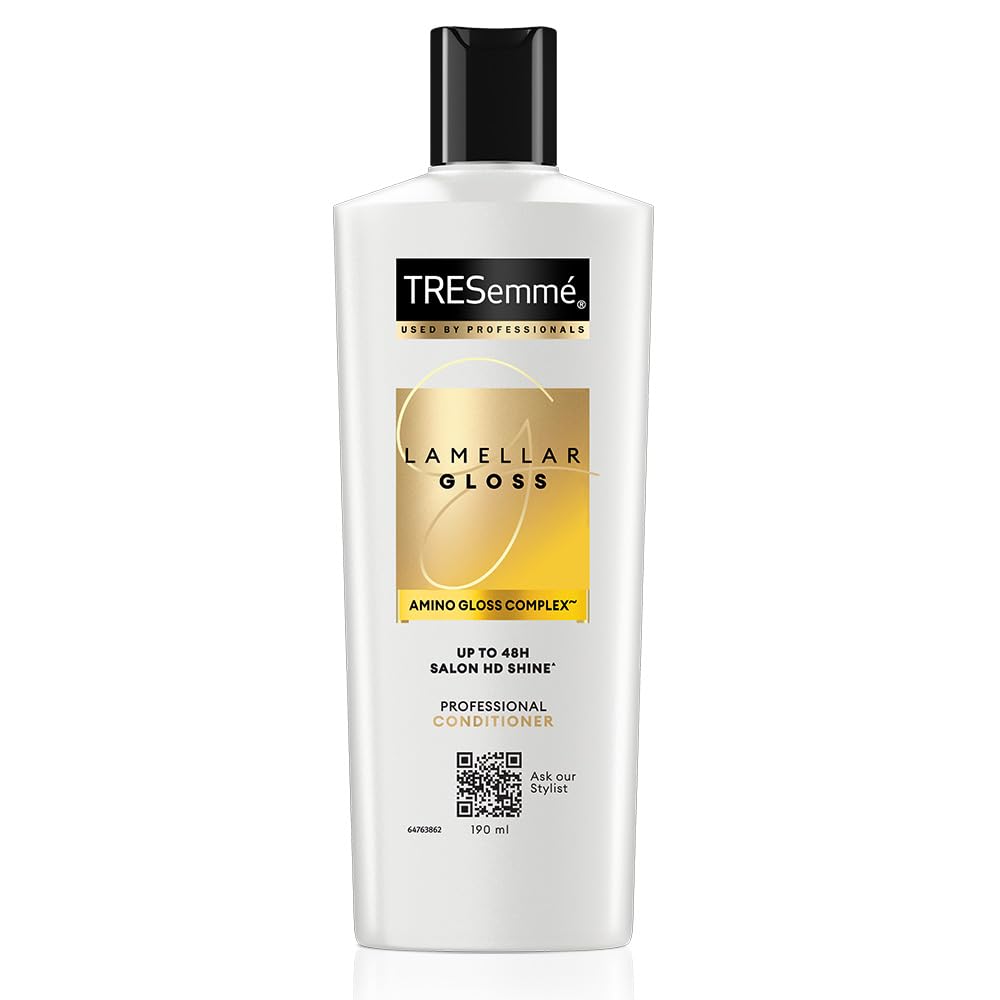 TRESemmé®
USED BY PROFESSIONALS
LAMELLAR
GLOSS
AMINO GLOSS COMPLEX~
UP TO 48H
SALON HD SHINE^
PROFESSIONAL
CONDITIONER
Ask our
Stylist
64763862
190 ml